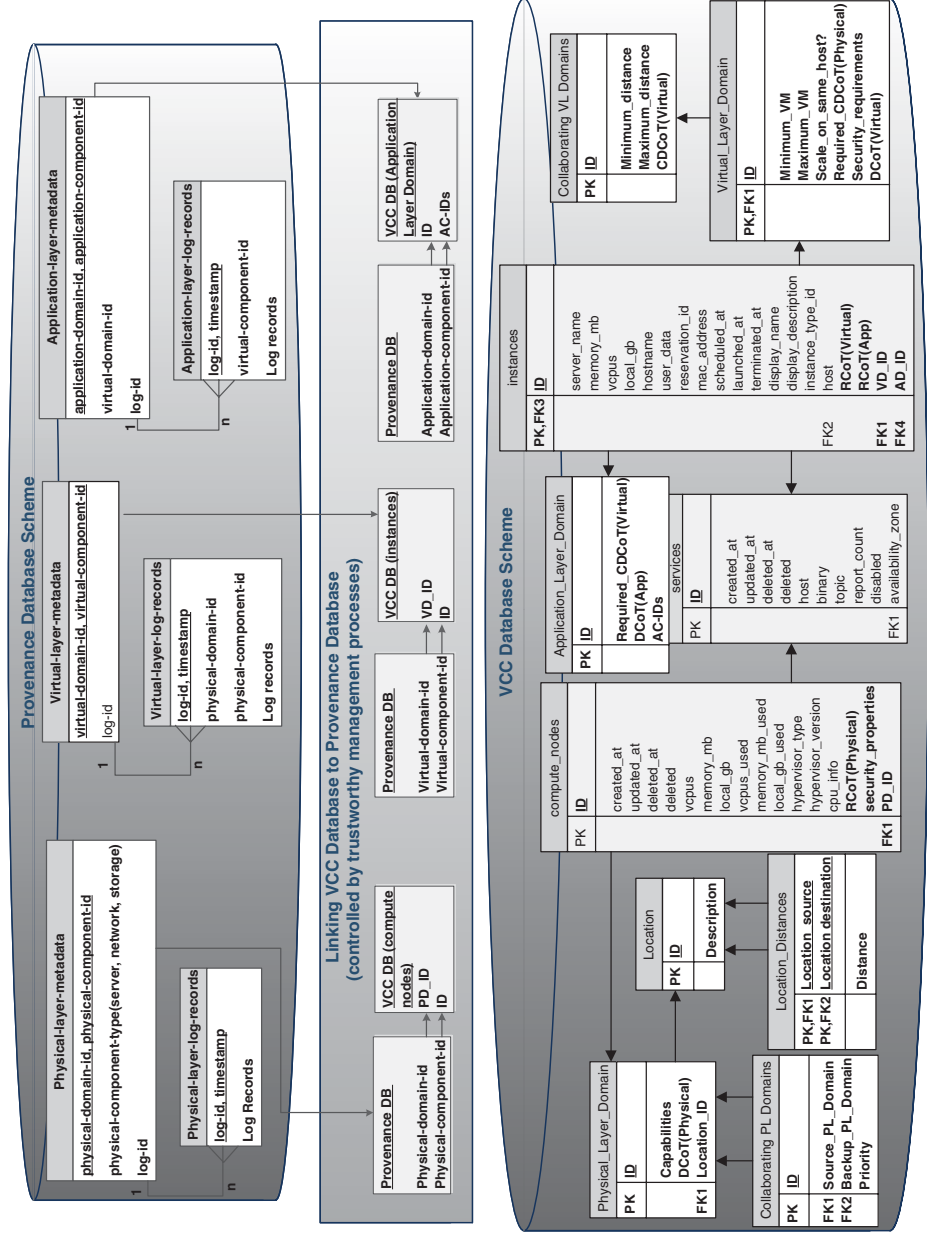 Provenance Database Scheme
Physical-layer-metadata
physical-domain-id, physical-component-id
physical-component-type(server, network, storage)
log-id
1
n
Physical-layer-log-records
log-id, timestamp
Log Records
Virtual-layer-metadata
virtual-domain-id, virtual-component-id
log-id
1
n
Virtual-layer-log-records
log-id, timestamp
physical-domain-id
physical-component-id
Log records
Application-layer-metadata
application-domain-id, application-component-id
virtual-domain-id
log-id
1
n
Application-layer-log-records
log-id, timestamp
virtual-component-id
Log records
Linking VCC Database to Provenance Database
(controlled by trustworthy management processes)
Provenance DB
Physical-domain-id
Physical-component-id
VCC DB (compute
nodes)
PD_ID
ID
Provenance DB
Virtual-domain-id
Virtual-component-id
VCC DB (instances)
VD_ID
ID
Provenance DB
Application-domain-id
Application-component-id
VCC DB (Application
Layer Domain)
ID
AC-IDs
VCC Database Scheme
Physical_Layer_Domain
PK ID
Capabilities
DCoT(Physical)
FK1 Location_ID
Collaborating PL Domains
PK ID
FK1 Source_PL_Domain
FK2 Backup_PL_Domain
Priority
Location
PK ID
Description
Location_Distances
PK,FK1 Location_source
PK,FK2 Location destination
Distance
compute_nodes
PK ID
created_at
updated_at
deleted_at
deleted
vcpus
memory_mb
local_gb
vcpus_used
memory_mb_used
local_gb_used
hypervisor_type
hypervisor_version
cpu_info
RCoT(Physical)
security_properties
FK1 PD_ID
Application_Layer_Domain
PK ID
Required_CDCoT(Virtual)
DCoT(App)
AC-IDs
services
PK ID
created_at
updated_at
deleted_at
deleted
host
binary
topic
report_count
disabled
FK1 availability_zone
instances
PK,FK3 ID
server_name
memory_mb
vcpus
local_gb
hostname
user_data
reservation_id
mac_address
scheduled_at
launched_at
terminated_at
display_name
display_description
instance_type_id
FK2 host
RCoT(Virtual)
RCoT(App)
FK1 VD_ID
FK4 AD_ID
Collaborating VL Domains
PK ID
Minimum_distance
Maximum_distance
CDCoT(Virtual)
Virtual_Layer_Domain
PK,FK1 ID
Minimum_VM
Maximum_VM
Scale_on_same_host?
Required_CDCoT(Physical)
Security_requirements
DCoT(Virtual)